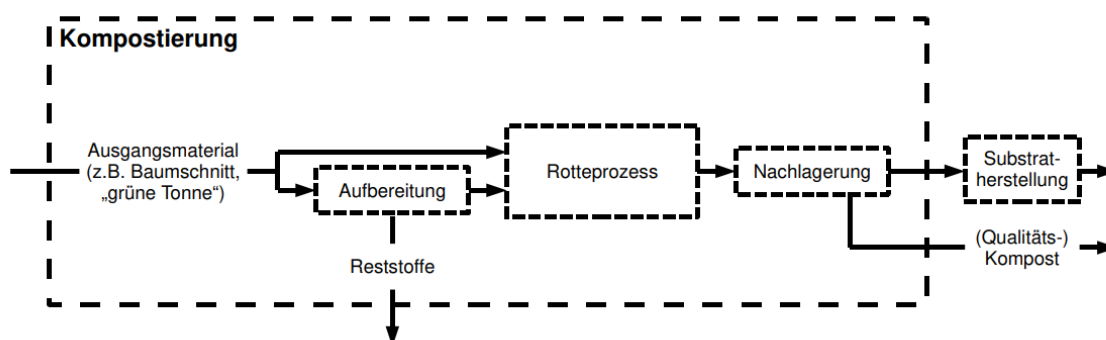 Kompostierung
Ausgangsmaterial
(z.B. Baumschnitt,
„grüne Tonne“)
Aufbereitung
Reststoffe
Rotteprozess
Nachlagerung
Substrat-
herstellung
(Qualitäts-)
Kompost